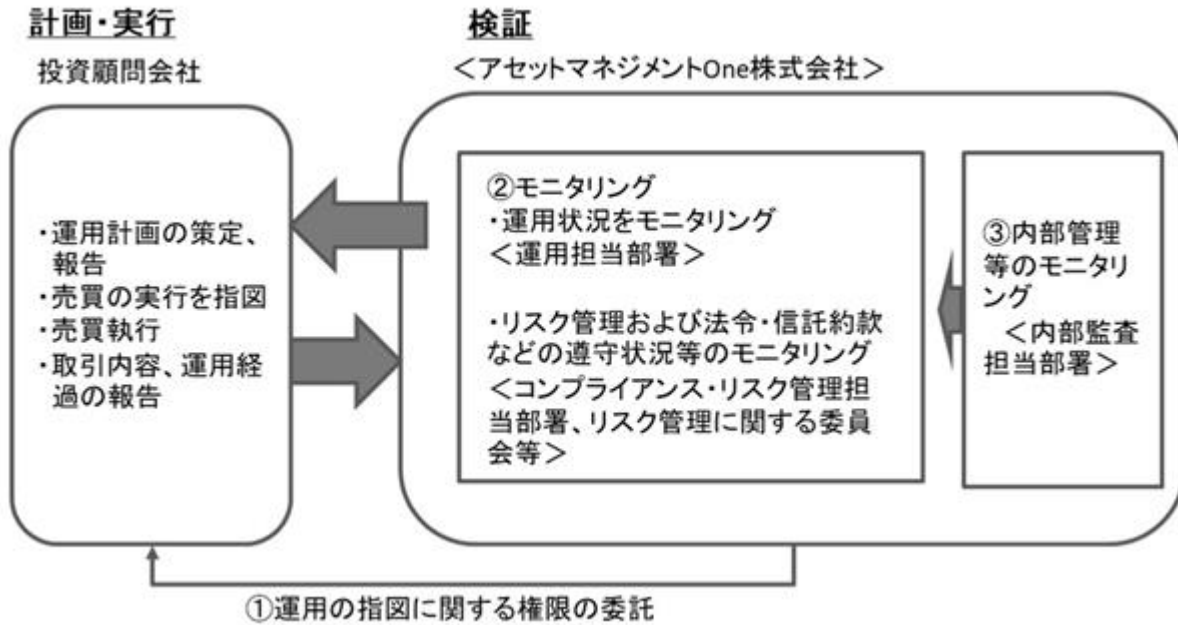 計画・実行
投資顧問会社
・運用計画の策定、
報告
・売買の実行を指図
・売買執行
・取引内容、運用経
過の報告
検証
＜アセットマネジメントOne株式会社＞
②モニタリング
・運用状況をモニタリング
＜運用担当部署＞
・リスク管理および法令・信託約款
などの遵守状況等のモニタリング
＜コンプライアンス・リスク管理担
当部署、リスク管理に関する委員
会等＞
③内部管理
等のモニタリ
ング
＜内部監査
担当部署＞
①運用の指図に関する権限の委託